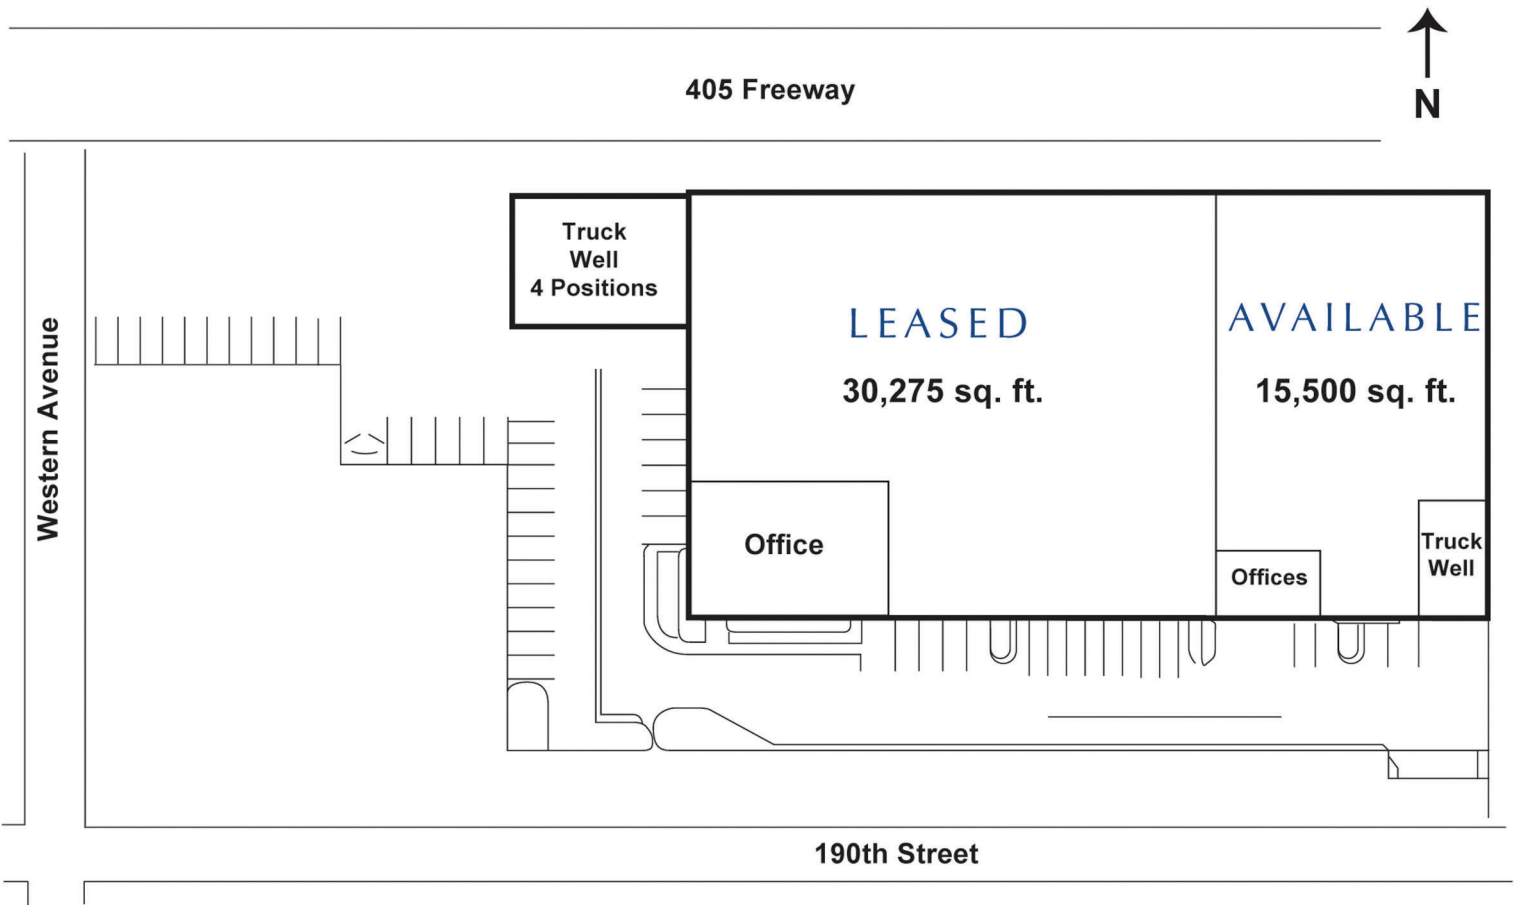 405 Freeway
N
Truck
Well
4 Positions
LEASED
30,275 sq. ft.
AVAILABLE
15,500 sq. ft.
Western Avenue
Office
Offices
Truck
Well
190th Street